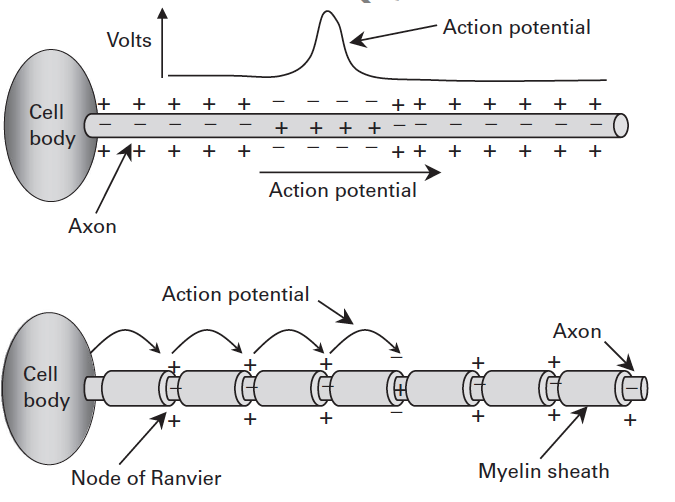 Action potential
Volts
Cell
body
+ + + + + − − − − + + + + + + +
− − − − − + + + + − − − − − − −
+ + + + + − − − − + + + + + + +
Action potential
Axon
Action potential
Axon
Cell
body
+ + + − + +
− − − + − − −
+ + + − + + +
Myelin sheath
Node of Ranvier